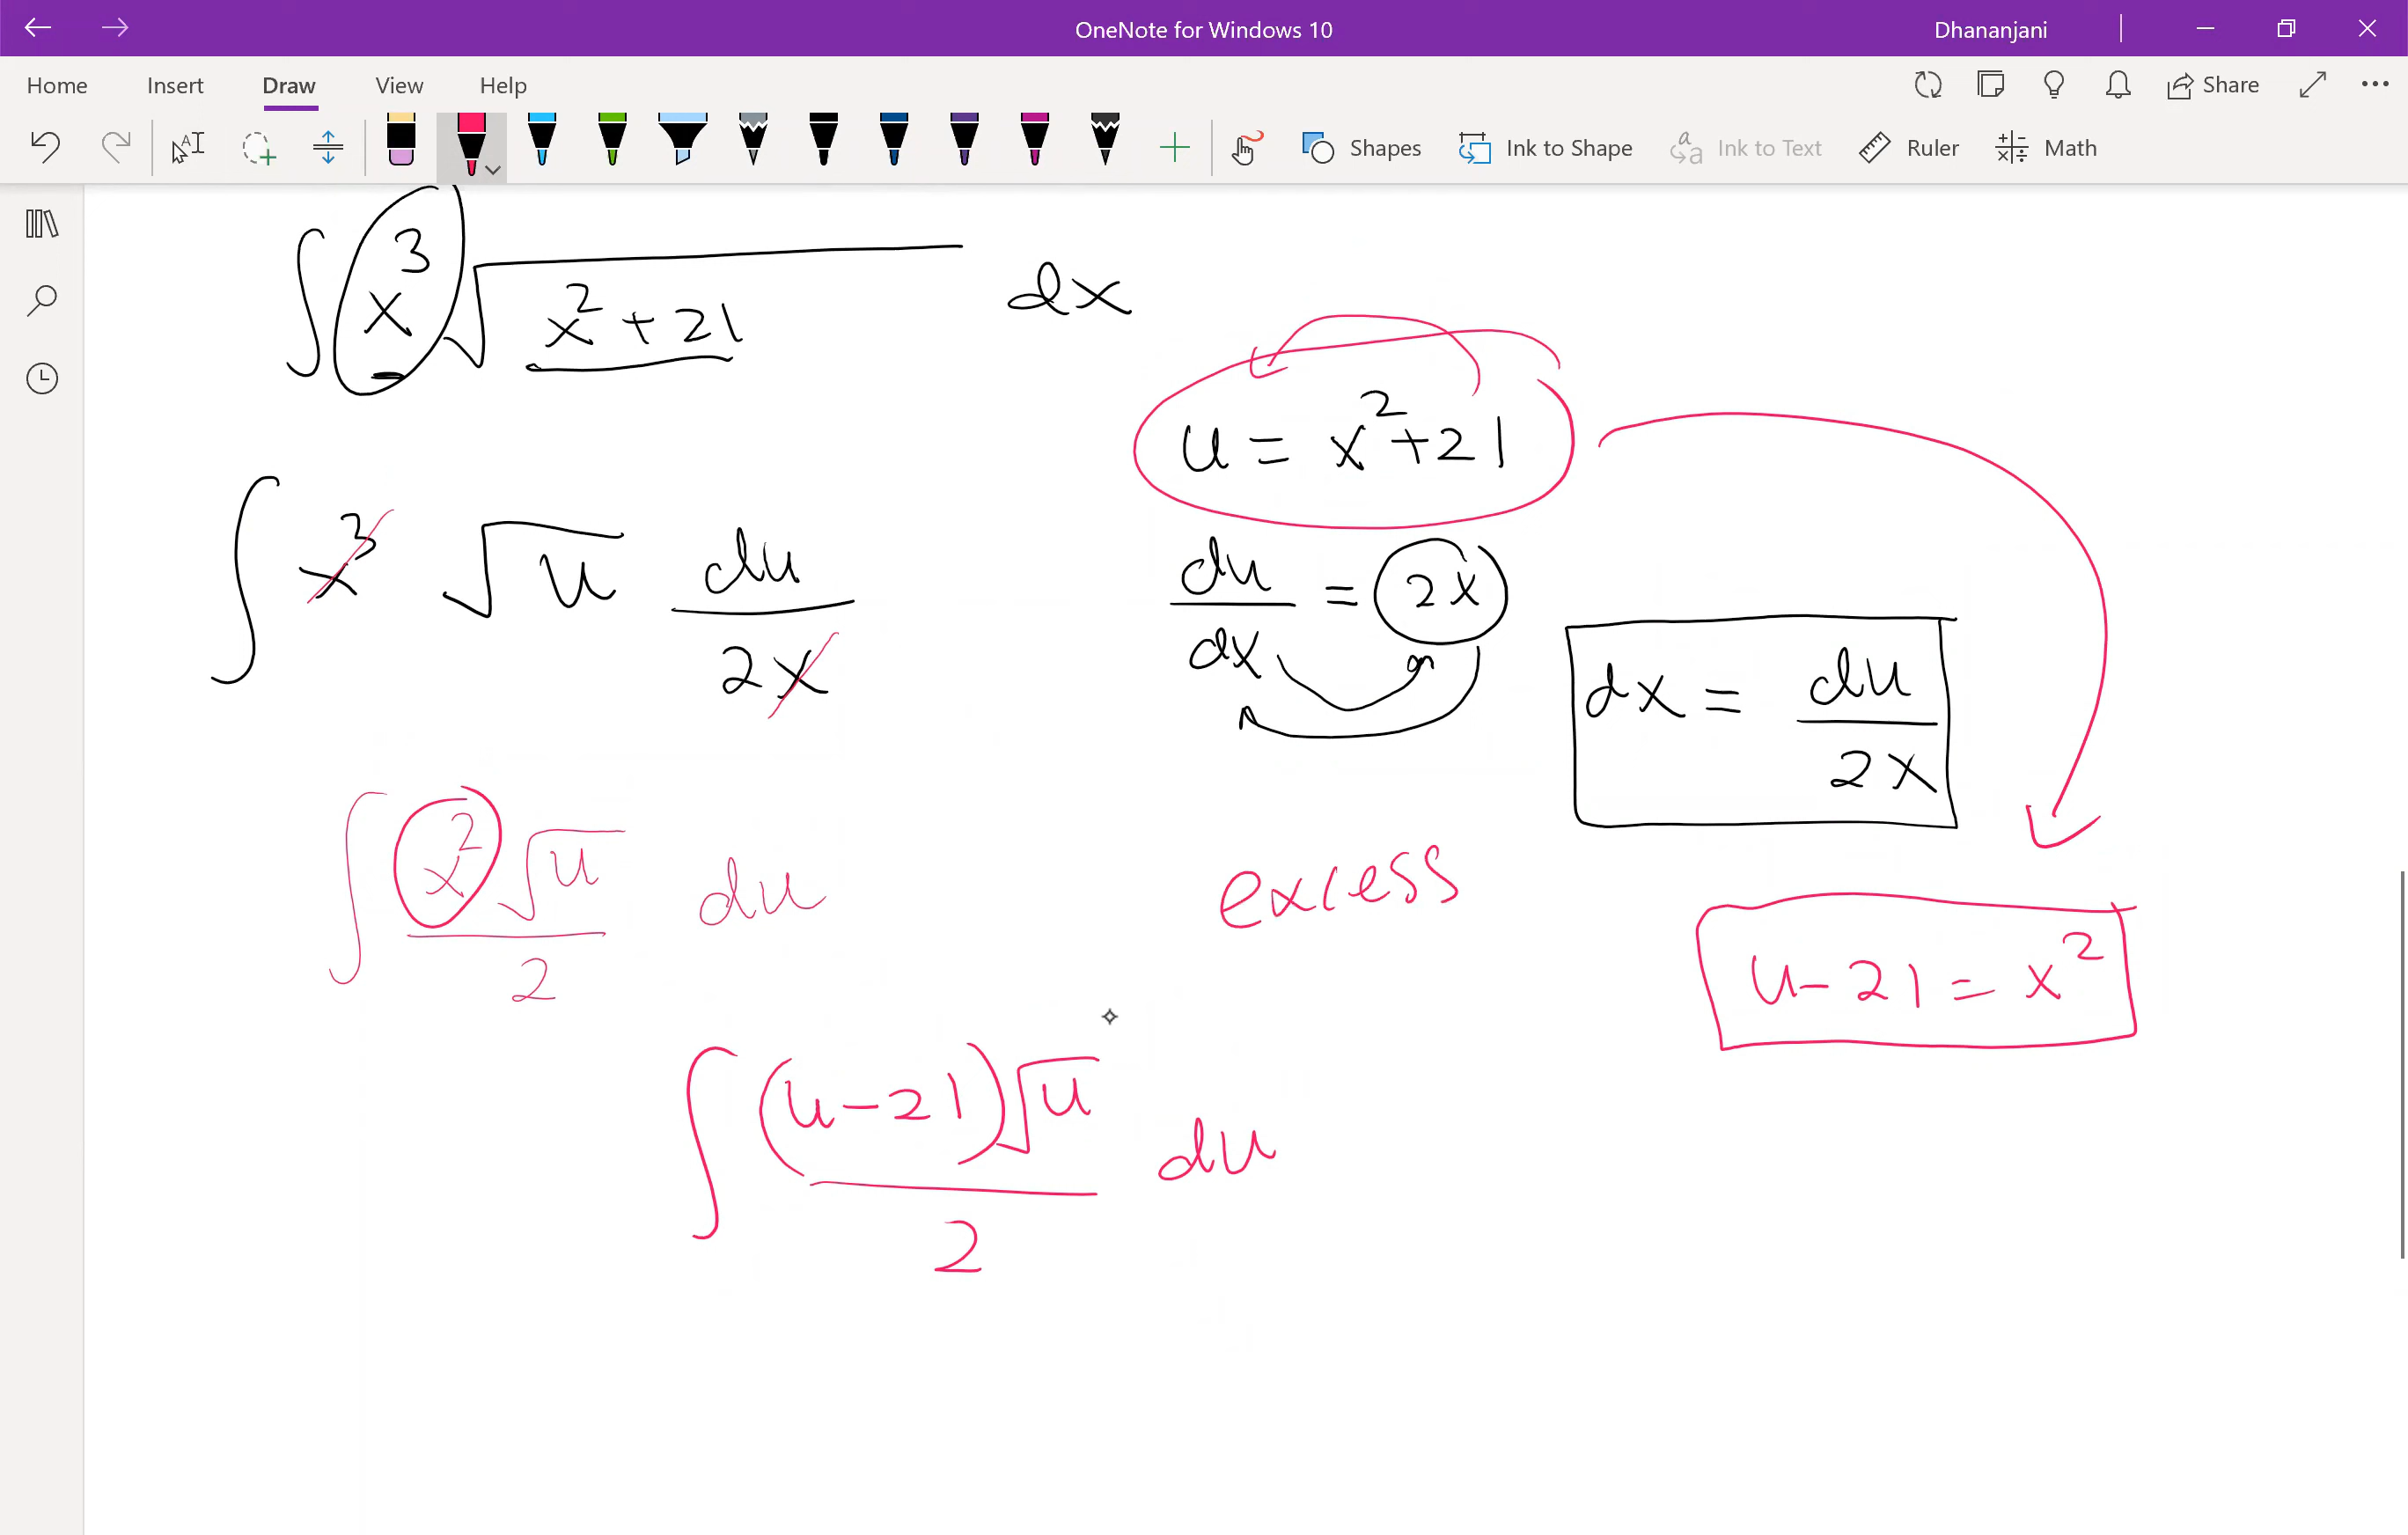 OneNote for Windows 10
Dhananjani
Home Insert Draw View Help
Share
Shapes Ink to Shape Ink to Text Ruler Math
∫ x³ √(x² + 21) dx
u = x² + 21
∫ x³ √u du/2x
du/dx = 2x
dx = du/2x
∫ x² √u / 2 du
excess
u - 21 = x²
∫ (u - 21) √u / 2 du